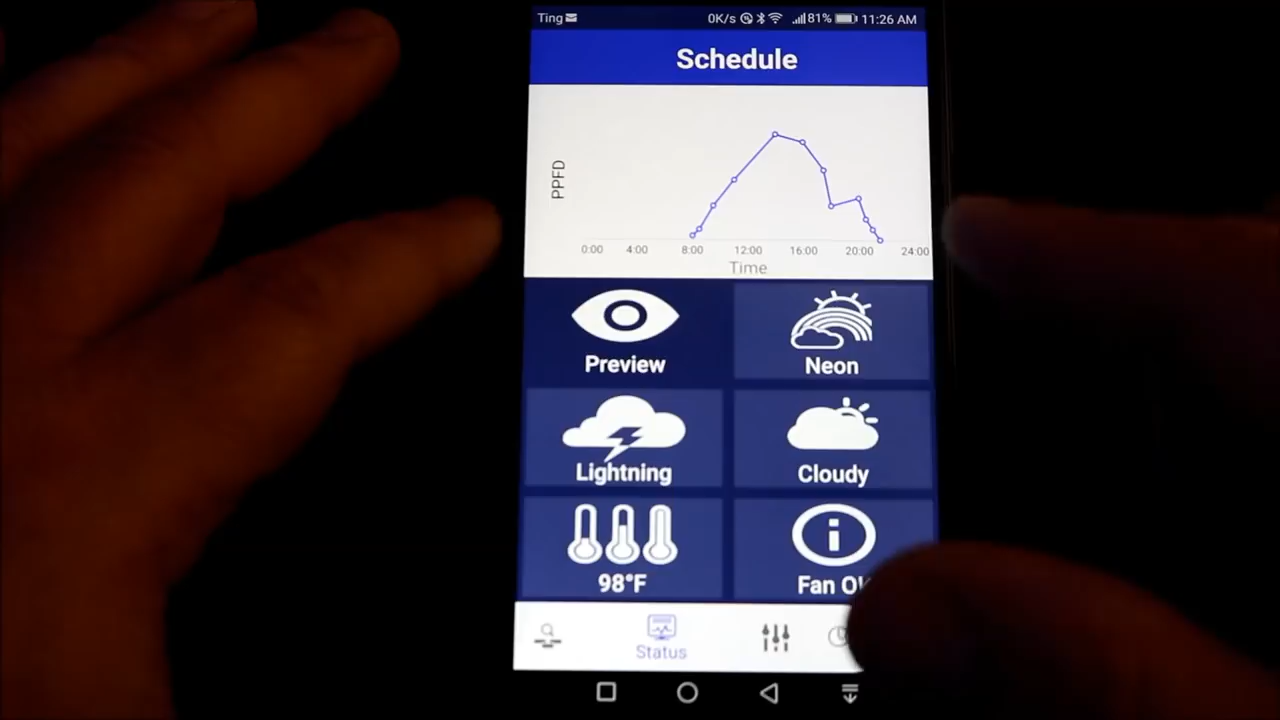 Ting 0K/s 81% 11:26 AM
Schedule
PPFD
0:00 4:00 8:00 12:00 16:00 20:00 24:00
Time
Preview Neon
Lightning Cloudy
98°F Fan
Status